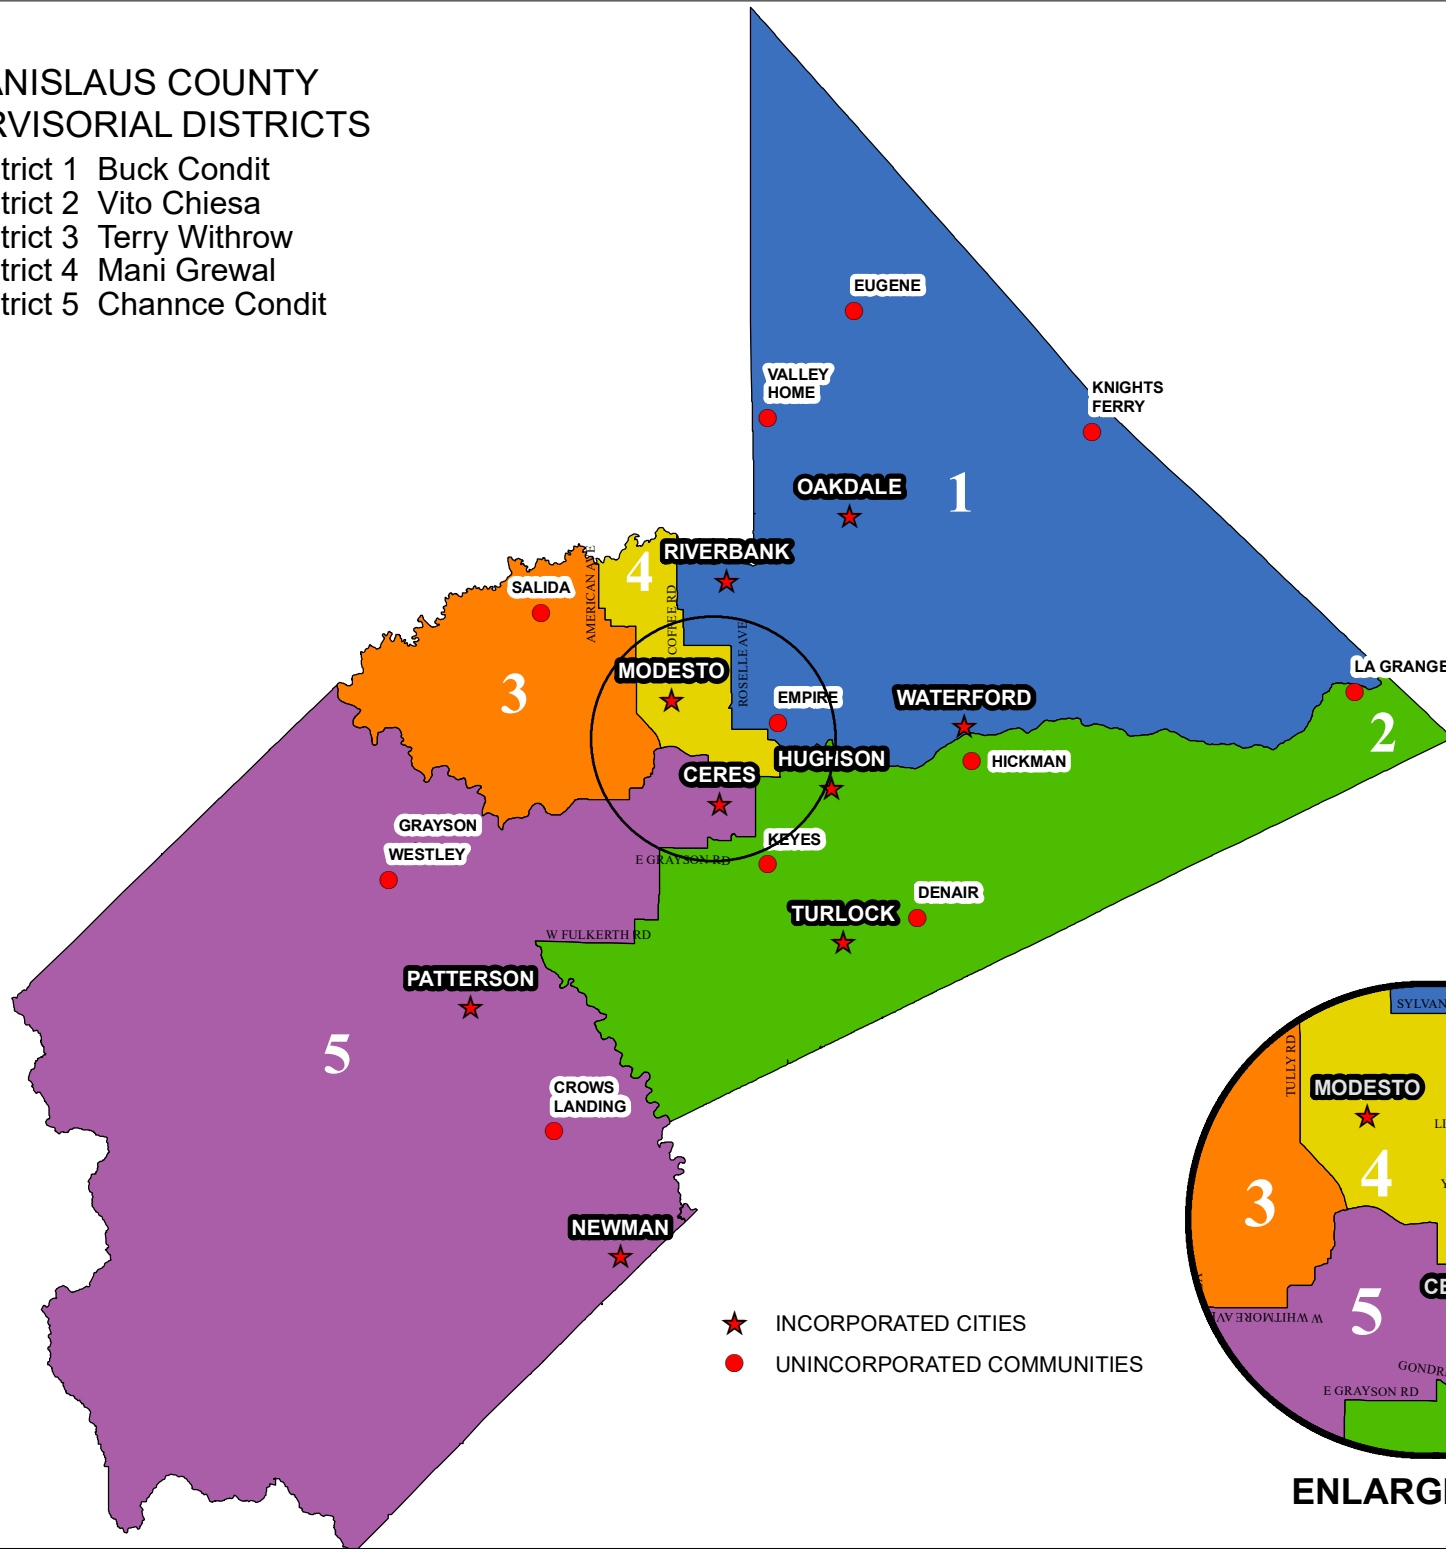 ANISLAUS COUNTY
RVISORIAL DISTRICTS
trict 1 Buck Condit
trict 2 Vito Chiesa
trict 3 Terry Withrow
trict 4 Mani Grewal
trict 5 Channce Condit
EUGENE
VALLEY
HOME
KNIGHTS
FERRY
OAKDALE
1
RIVERBANK
4
SALIDA
AMERICAN AVE
COFFEE RD
ROSELLE AVE
MODESTO
3
EMPIRE
WATERFORD
LA GRANGE
2
HUGHSON
HICKMAN
CERES
GRAYSON
WESTLEY
KEYES
E GRAYSON RD
DENAIR
TURLOCK
W FULKERTH RD
PATTERSON
5
CROWS
LANDING
NEWMAN
INCORPORATED CITIES
UNINCORPORATED COMMUNITIES
SYLVAN
TULLY RD
MODESTO
LI
4
Y
3
CE
5
W WHITMORE AVE
GONDR
E GRAYSON RD
ENLARG